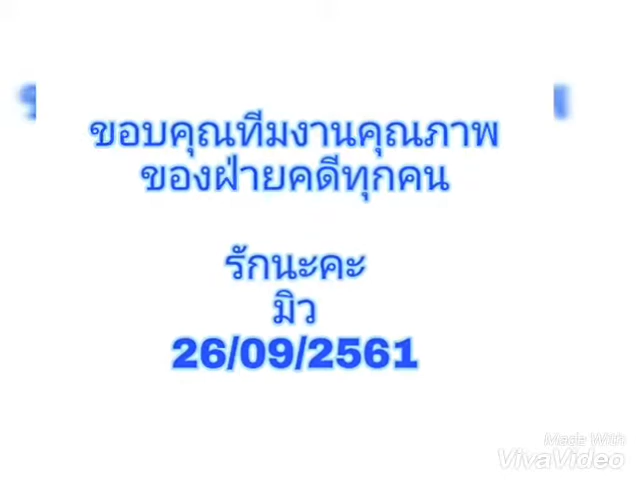 ขอบคุณทีมงานคุณภาพ
ของฝ่ายคดีทุกคน
รักนะคะ
มิว
26/09/2561
Made With
VivaVideo